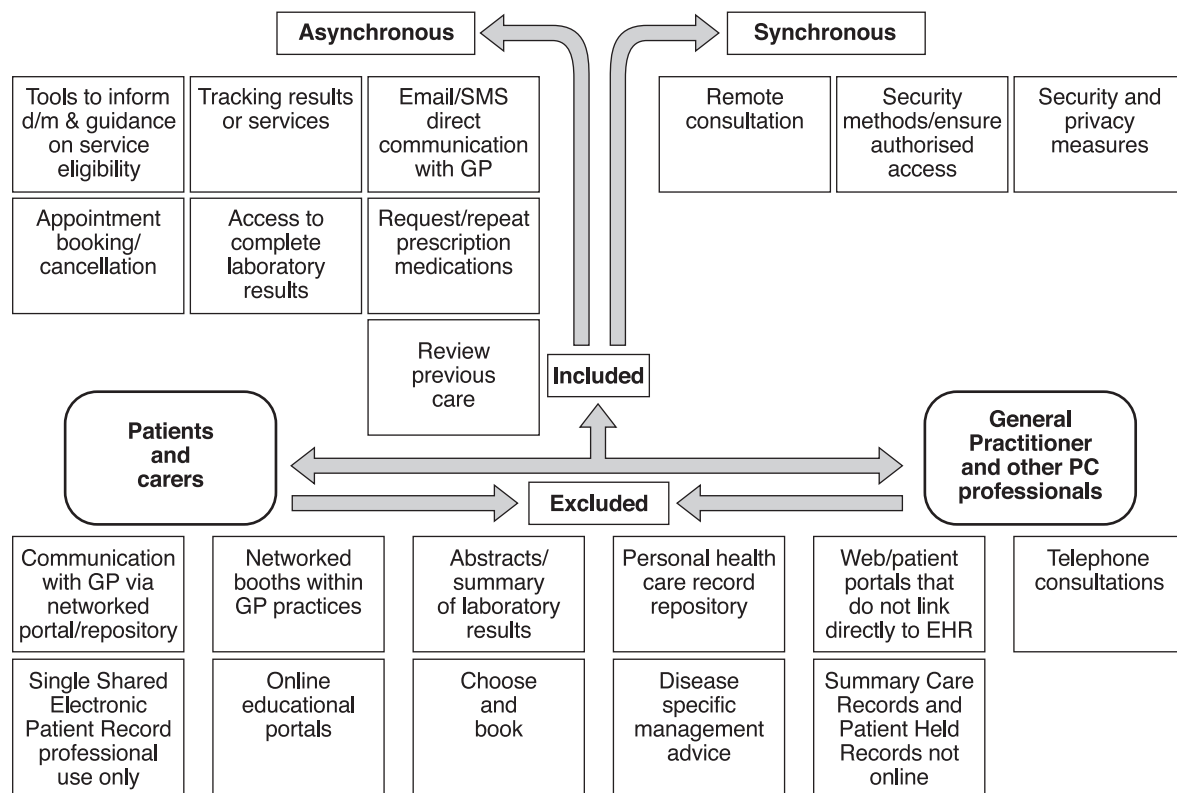 Asynchronous
Synchronous
Tools to inform
d/m & guidance
on service
eligibility
Tracking results
or services
Email/SMS
direct
communication
with GP
Remote
consultation
Security
methods/ensure
authorised
access
Security and
privacy
measures
Appointment
booking/
cancellation
Access to
complete
laboratory
results
Request/repeat
prescription
medications
Review
previous
care
Included
Patients
and
carers
General
Practitioner
and other PC
professionals
Excluded
Communication
with GP via
networked
portal/repository
Networked
booths within
GP practices
Abstracts/
summary
of laboratory
results
Personal health
care record
repository
Web/patient
portals that
do not link
directly to EHR
Telephone
consultations
Single Shared
Electronic
Patient Record
professional
use only
Online
educational
portals
Choose
and
book
Disease
specific
management
advice
Summary Care
Records and
Patient Held
Records not
online